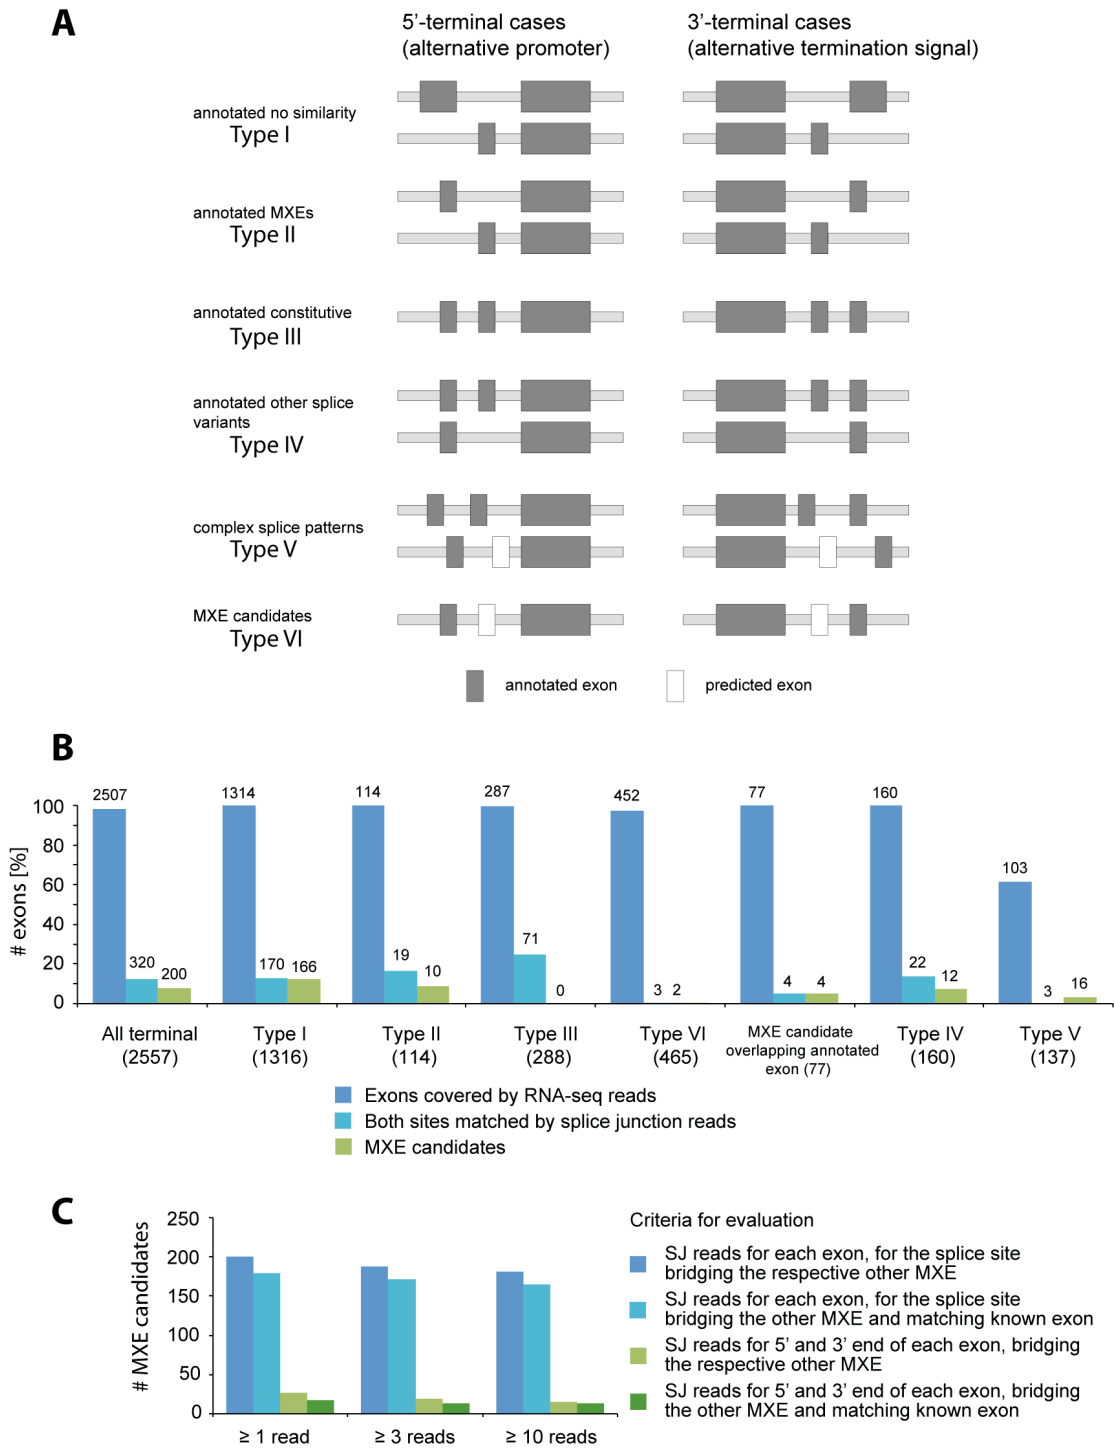 A
5'-terminal cases
(alternative promoter)
3'-terminal cases
(alternative termination signal)
annotated no similarity
Type I
annotated MXEs
Type II
annotated constitutive
Type III
annotated other splice
variants
Type IV
complex splice patterns
Type V
MXE candidates
Type VI
annotated exon
predicted exon
B
# exons [%]
100
80
60
40
20
0
2507
320
200
1314
170
166
114
19
10
287
71
0
452
3
2
77
4
4
160
22
12
103
3
16
All terminal
(2557)
Type I
(1316)
Type II
(114)
Type III
(288)
Type VI
(465)
MXE candidate
overlapping annotated
exon (77)
Type IV
(160)
Type V
(137)
Exons covered by RNA-seq reads
Both sites matched by splice junction reads
MXE candidates
C
# MXE candidates
250
200
150
100
50
0
≥ 1 read
≥ 3 reads
≥ 10 reads
Criteria for evaluation
SJ reads for each exon, for the splice site
bridging the respective other MXE
SJ reads for each exon, for the splice site
bridging the other MXE and matching known exon
SJ reads for 5' and 3' end of each exon, bridging
the respective other MXE
SJ reads for 5' and 3' end of each exon, bridging
the other MXE and matching known exon